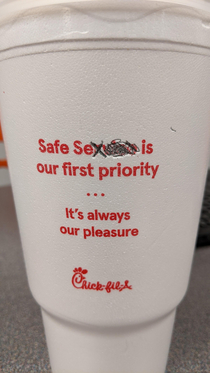 Safe Sex is
our first priority
...
It's always
our pleasure
Chick-fil-A